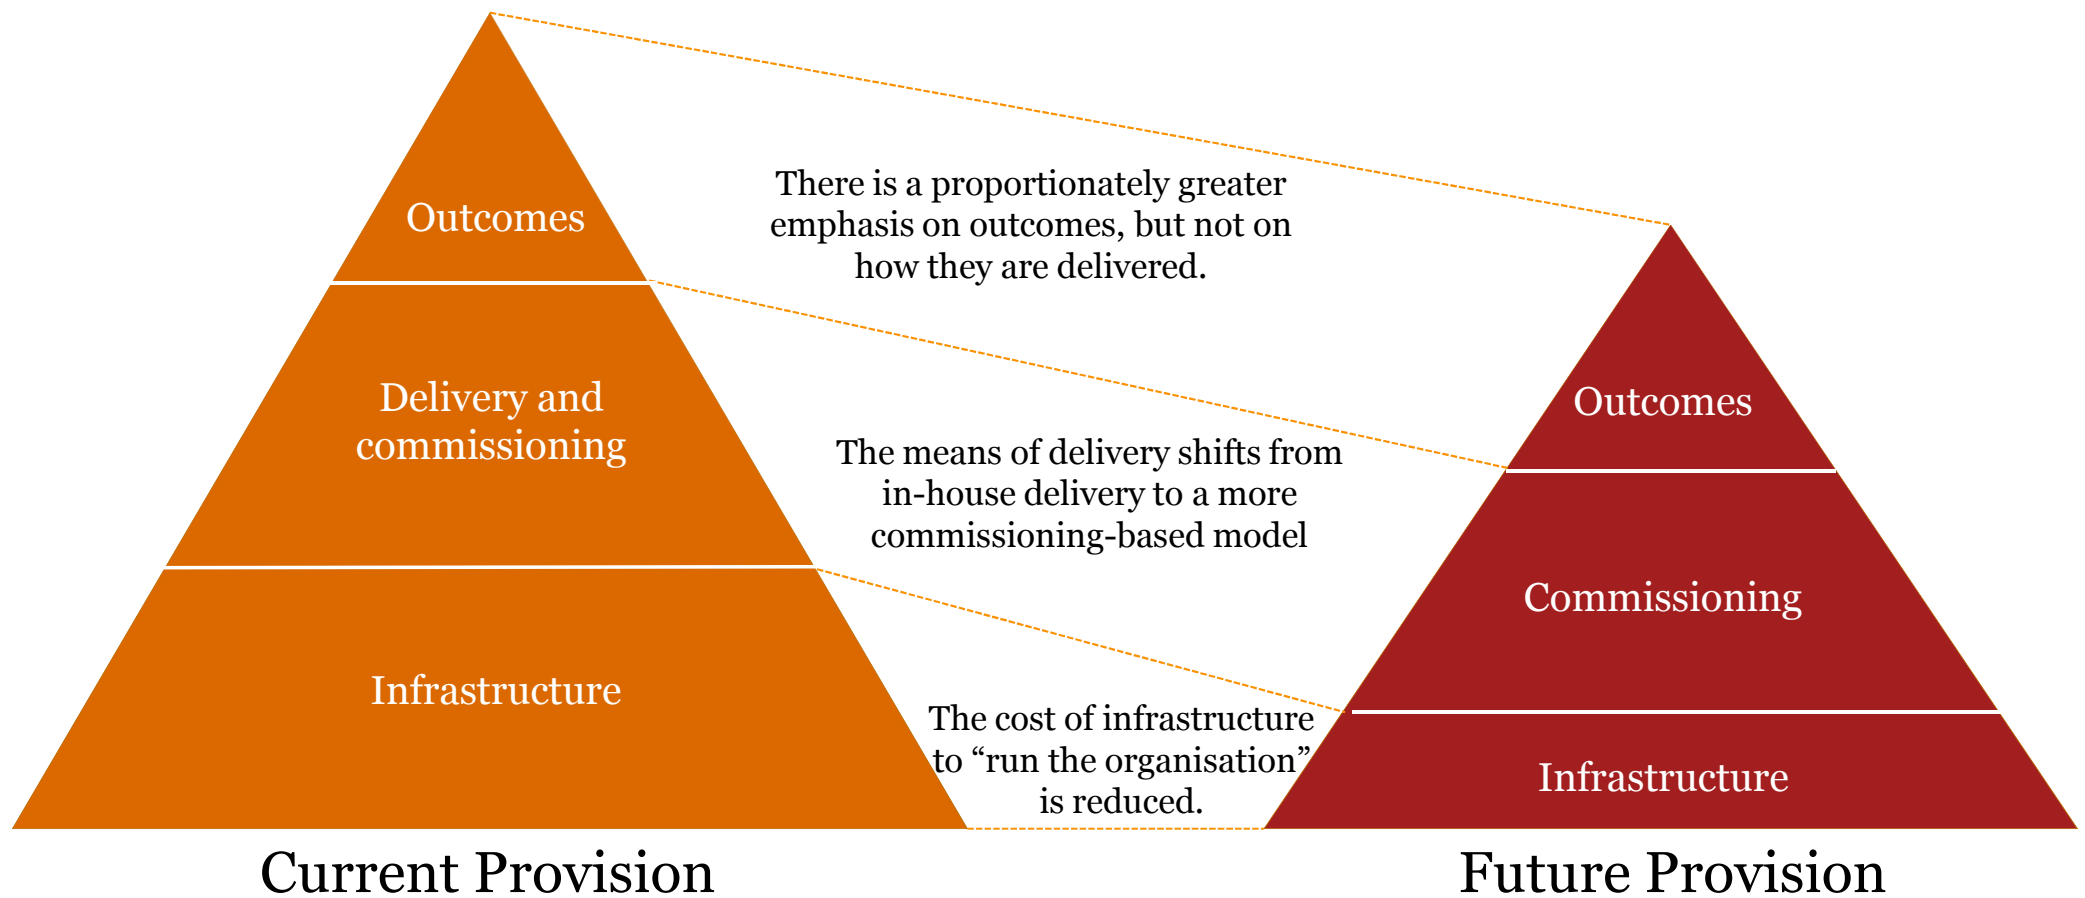 There is a proportionately greater
emphasis on outcomes, but not on
how they are delivered.
Outcomes
Delivery and
commissioning
Infrastructure
The means of delivery shifts from
in-house delivery to a more
commissioning-based model
The cost of infrastructure
to “run the organisation”
is reduced.
Outcomes
Commissioning
Infrastructure
Current Provision
Future Provision